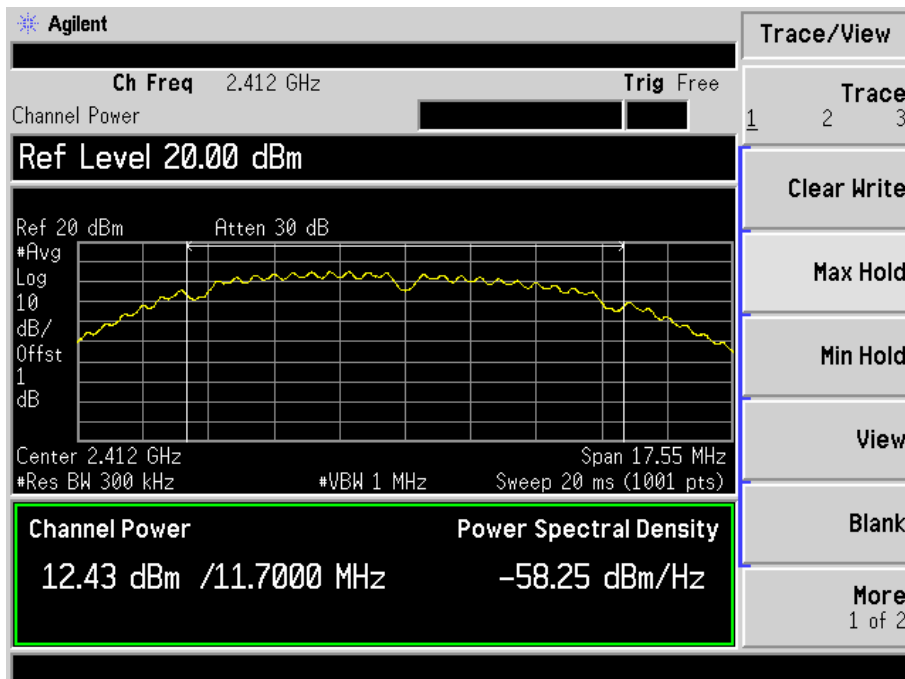 Agilent
Trace/View
Ch Freq 2.412 GHz Trig Free
Channel Power
Trace
1 2 3
Ref Level 20.00 dBm
Clear Write
Ref 20 dBm Atten 30 dB
#Avg
Log
10
dB/
Offst
1
dB
Max Hold
Min Hold
View
Center 2.412 GHz Span 17.55 MHz
#Res BW 300 kHz #VBW 1 MHz Sweep 20 ms (1001 pts)
Channel Power Power Spectral Density
12.43 dBm /11.7000 MHz -58.25 dBm/Hz
Blank
More
1 of 2